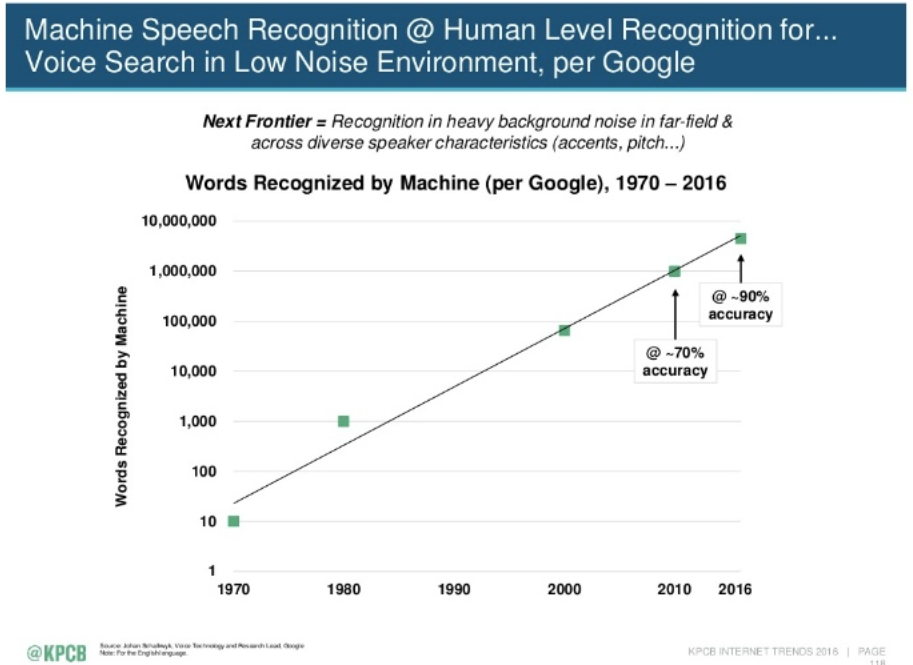 Machine Speech Recognition @ Human Level Recognition for...
Voice Search in Low Noise Environment, per Google
Next Frontier = Recognition in heavy background noise in far-field &
across diverse speaker characteristics (accents, pitch...)
Words Recognized by Machine (per Google), 1970 – 2016
Words Recognized by Machine
10,000,000
1,000,000
100,000
10,000
1,000
100
10
1
@ ~90%
accuracy
@ ~70%
accuracy
1970 1980 1990 2000 2010 2016
@KPCB
Source: Johan Schalkwyk, Voice Technology and Research Lead, Google
Note: For the English language.
KPCB INTERNET TRENDS 2016 | PAGE
118